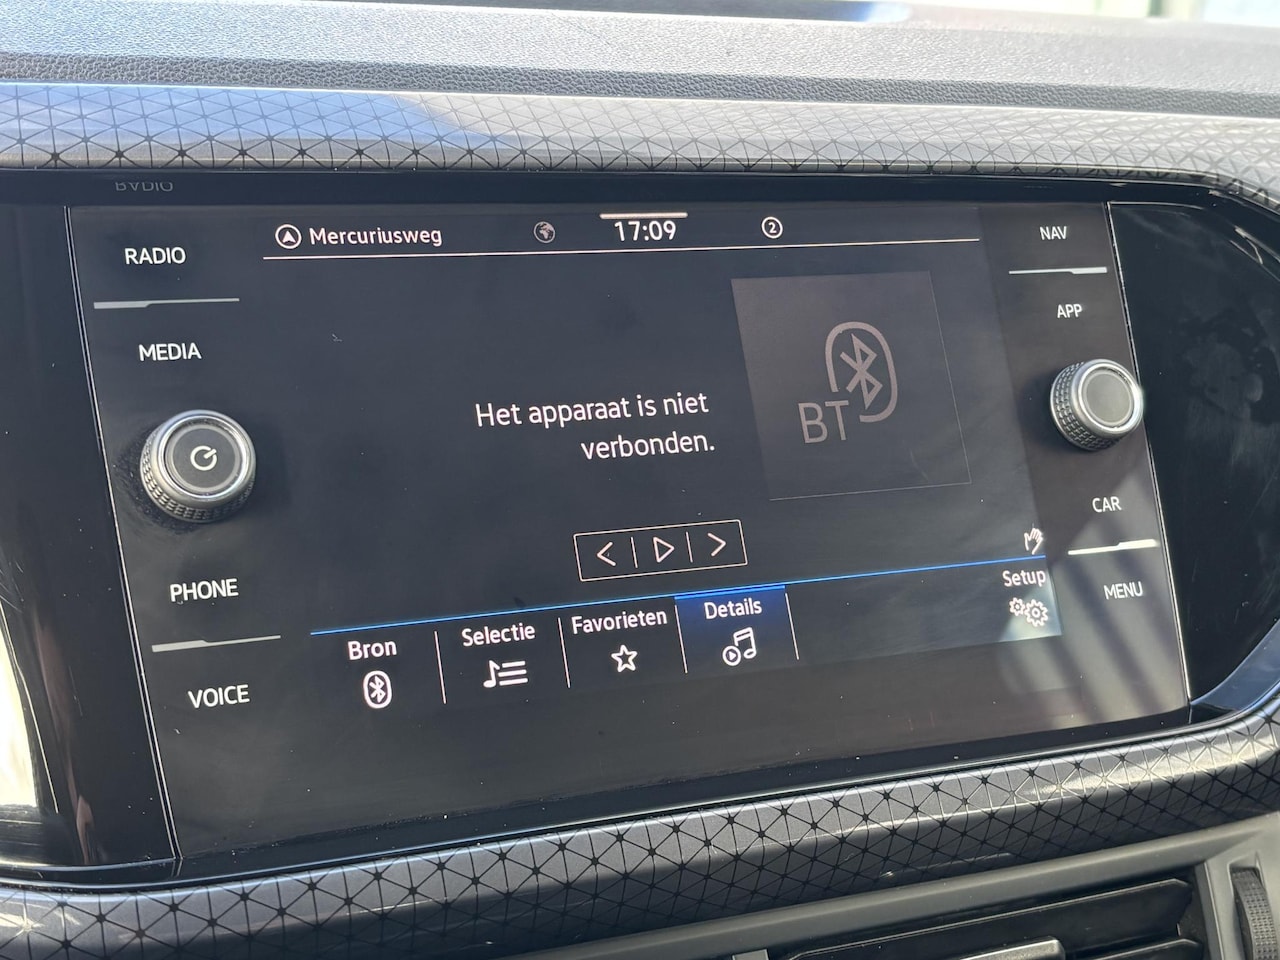 RADIO
MEDIA
PHONE
VOICE
Mercuriusweg
17:09
2
Het apparaat is niet
verbonden.
BT
Bron
Selectie
Favorieten
Details
Setup
NAV
APP
CAR
MENU